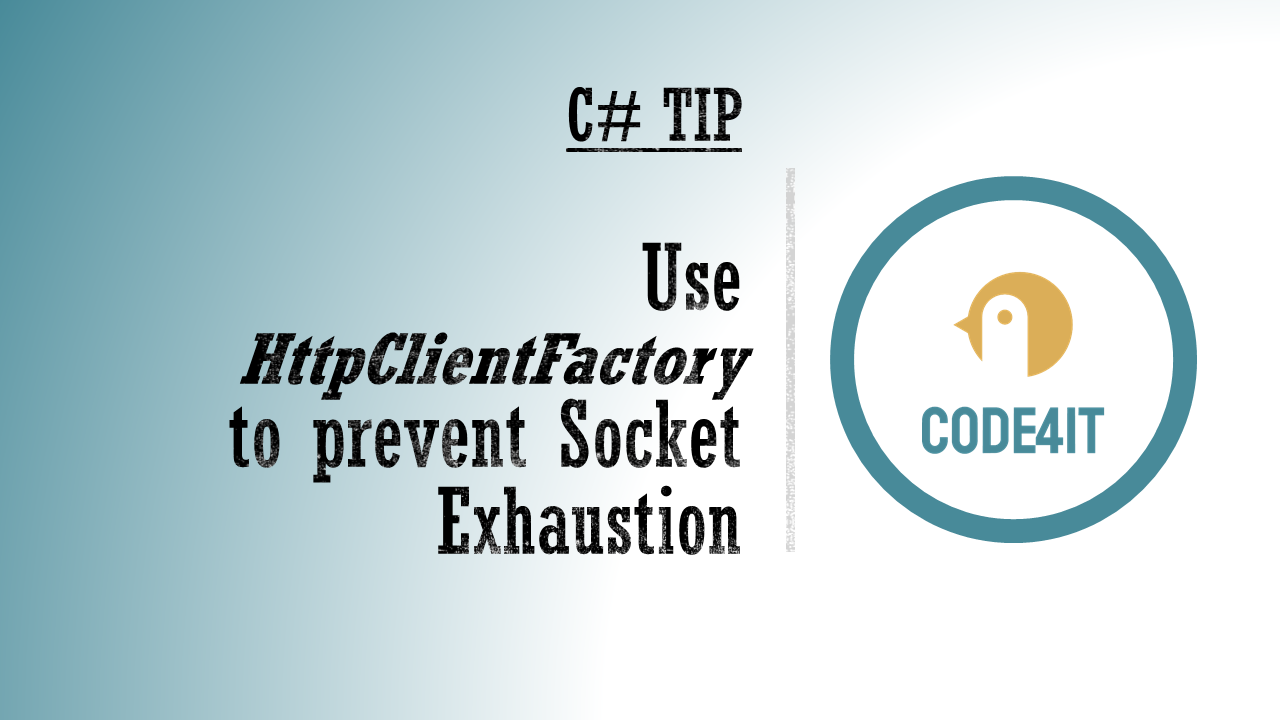 C# TIP
Use
HttpClientFactory
to prevent Socket
Exhaustion
CODE4IT